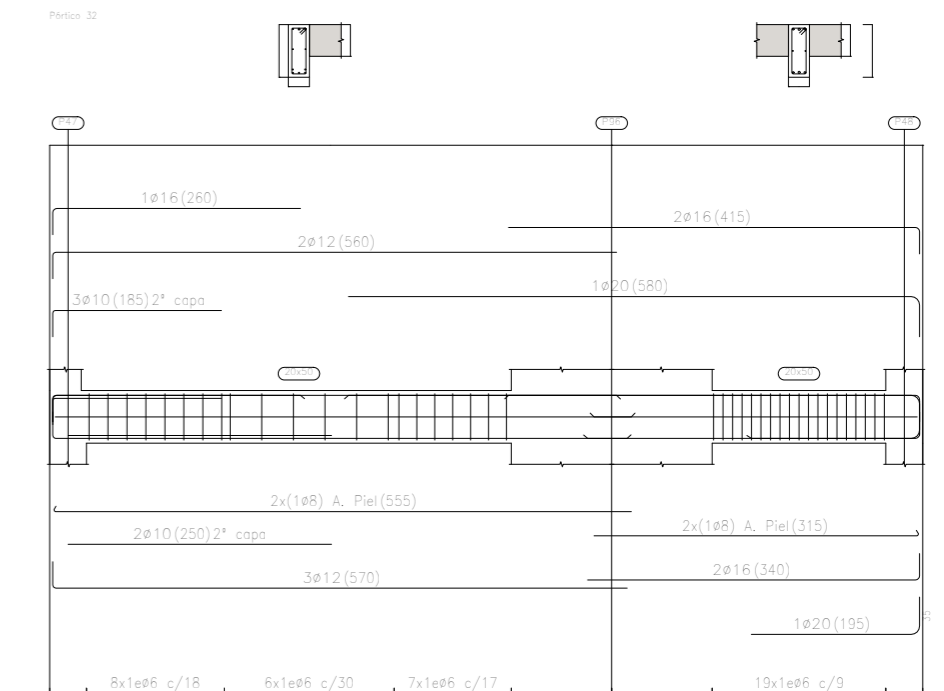 Pórtico 32
P47
P96
P48
1ø16(260)
2ø16(415)
2ø12(560)
1ø20(580)
3ø10(185)2ª capa
20x50
20x50
2x(1ø8) A. Piel(555)
2x(1ø8) A. Piel(315)
2ø10(250)2ª capa
2ø16(340)
3ø12(570)
35
1ø20(195)
8x1eø6 c/18
6x1eø6 c/30
7x1eø6 c/17
19x1eø6 c/9